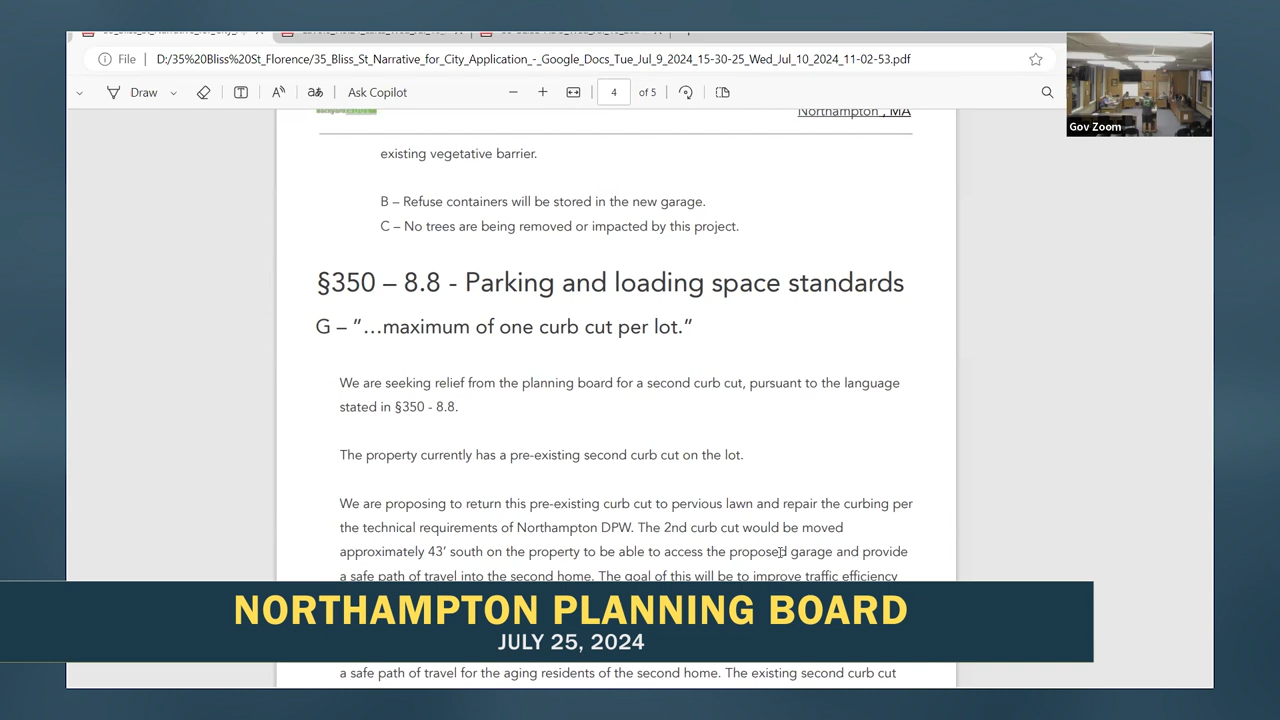 File
D:/35%20Bliss%20St_Florence/35_Bliss_St_Narrative_for_City_Application_-_Google_Docs_Tue_Jul_9_2024_15-30-25_Wed_Jul_10_2024_11-02-53.pdf
Draw
Ask Copilot
4 of 5
Gov Zoom
Northampton , MA
existing vegetative barrier.
B – Refuse containers will be stored in the new garage.
C – No trees are being removed or impacted by this project.
§350 – 8.8 - Parking and loading space standards
G – “…maximum of one curb cut per lot.”
We are seeking relief from the planning board for a second curb cut, pursuant to the language
stated in §350 - 8.8.
The property currently has a pre-existing second curb cut on the lot.
We are proposing to return this pre-existing curb cut to pervious lawn and repair the curbing per
the technical requirements of Northampton DPW. The 2nd curb cut would be moved
approximately 43’ south on the property to be able to access the proposed garage and provide
a safe path of travel into the second home. The goal of this will be to improve traffic efficiency
NORTHAMPTON PLANNING BOARD
JULY 25, 2024
a safe path of travel for the aging residents of the second home. The existing second curb cut